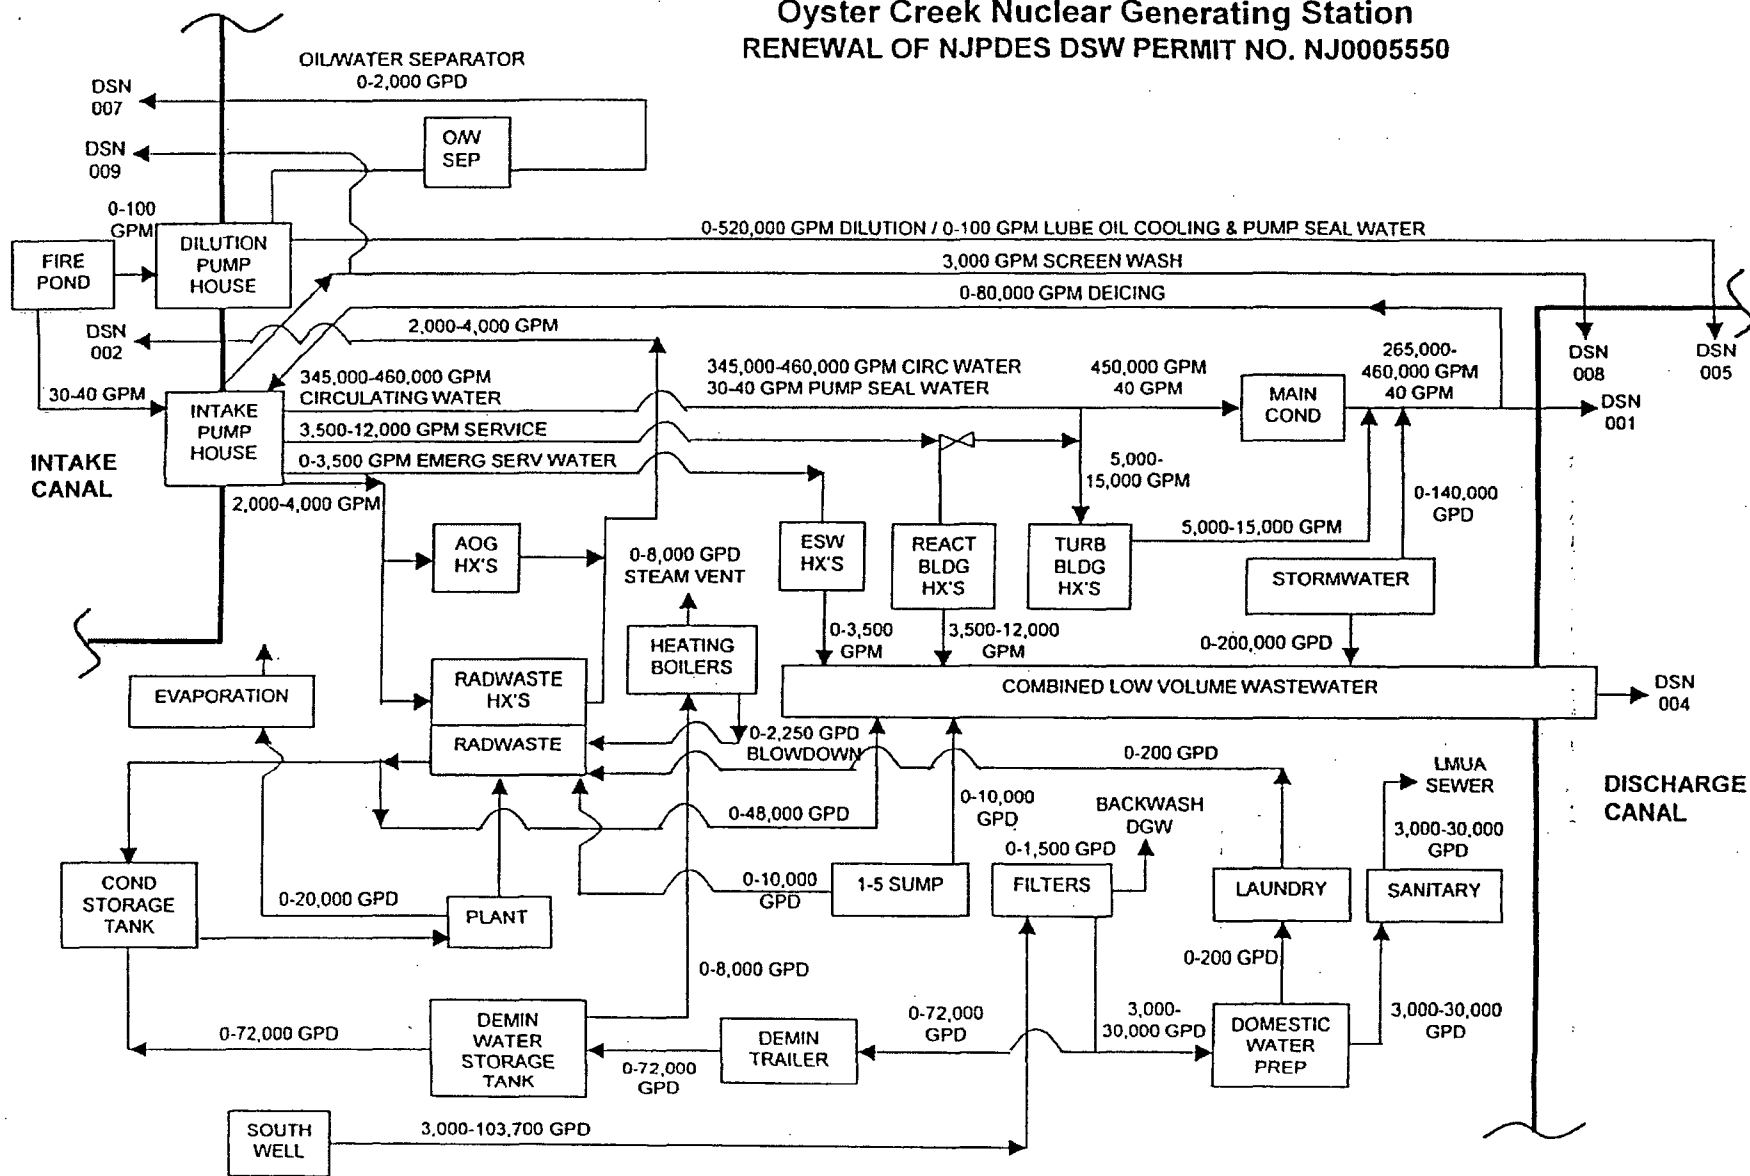 Oyster Creek Nuclear Generating Station
RENEWAL OF NJPDES DSW PERMIT NO. NJ0005550
OIL/WATER SEPARATOR
0-2,000 GPD
DSN
007
O/W
SEP
DSN
009
0-100
GPM
DILUTION
PUMP
HOUSE
FIRE
POND
0-520,000 GPM DILUTION / 0-100 GPM LUBE OIL COOLING & PUMP SEAL WATER
3,000 GPM SCREEN WASH
0-80,000 GPM DEICING
DSN
002
2,000-4,000 GPM
DSN
008
DSN
005
30-40 GPM
INTAKE
PUMP
HOUSE
345,000-460,000 GPM
CIRCULATING WATER
345,000-460,000 GPM CIRC WATER
30-40 GPM PUMP SEAL WATER
450,000 GPM
40 GPM
MAIN
COND
265,000-
460,000 GPM
40 GPM
DSN
001
3,500-12,000 GPM SERVICE
0-3,500 GPM EMERG SERV WATER
2,000-4,000 GPM
INTAKE
CANAL
5,000-
15,000 GPM
0-140,000
GPD
AOG
HX'S
0-8,000 GPD
STEAM VENT
ESW
HX'S
REACT
BLDG
HX'S
TURB
BLDG
HX'S
5,000-15,000 GPM
STORMWATER
HEATING
BOILERS
0-3,500
GPM
3,500-12,000
GPM
0-200,000 GPD
EVAPORATION
RADWASTE
HX'S
RADWASTE
COMBINED LOW VOLUME WASTEWATER
DSN
004
0-2,250 GPD
BLOWDOWN
0-200 GPD
LMUA
SEWER
DISCHARGE
CANAL
0-48,000 GPD
0-10,000
GPD
BACKWASH
DGW
3,000-30,000
GPD
0-1,500 GPD
COND
STORAGE
TANK
0-20,000 GPD
PLANT
0-10,000
GPD
1-5 SUMP
FILTERS
LAUNDRY
SANITARY
0-8,000 GPD
0-200 GPD
0-72,000 GPD
DEMIN
WATER
STORAGE
TANK
0-72,000
GPD
DEMIN
TRAILER
0-72,000
GPD
3,000-
30,000 GPD
DOMESTIC
WATER
PREP
3,000-30,000
GPD
SOUTH
WELL
3,000-103,700 GPD